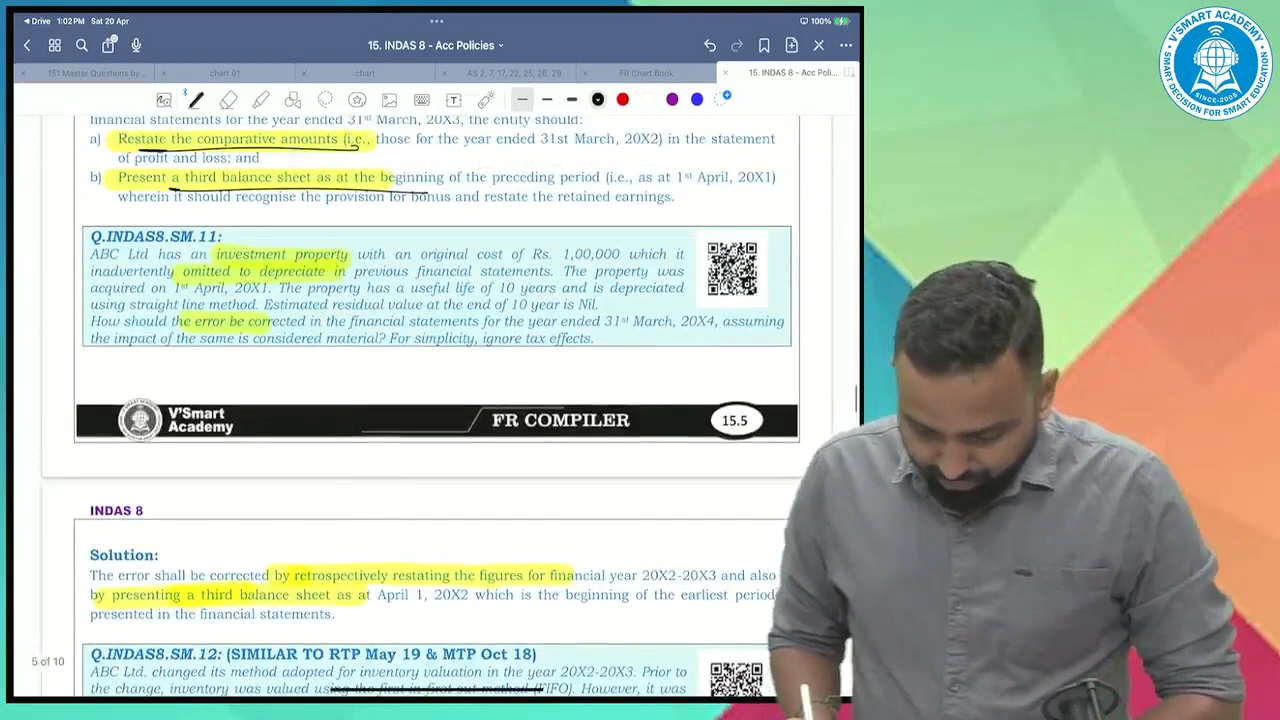 Drive 1:02 PM Sat 20 Apr
100%
15. INDAS 8 - Acc Policies
151 Master Questions by...
chart 01
chart
AS 2, 7, 17, 22, 25, 26, 29
FR Chart Book
15. INDAS 8 - Acc Poli...
financial statements for the year ended 31st March, 20X3, the entity should:
a) Restate the comparative amounts (i.e., those for the year ended 31st March, 20X2) in the statement
of profit and loss; and
b) Present a third balance sheet as at the beginning of the preceding period (i.e., as at 1st April, 20X1)
wherein it should recognise the provision for bonus and restate the retained earnings.
Q.INDAS8.SM.11:
ABC Ltd has an investment property with an original cost of Rs. 1,00,000 which it
inadvertently omitted to depreciate in previous financial statements. The property was
acquired on 1st April, 20X1. The property has a useful life of 10 years and is depreciated
using straight line method. Estimated residual value at the end of 10 year is Nil.
How should the error be corrected in the financial statements for the year ended 31st March, 20X4, assuming
the impact of the same is considered material? For simplicity, ignore tax effects.
V'Smart
Academy
FR COMPILER
15.5
INDAS 8
Solution:
The error shall be corrected by retrospectively restating the figures for financial year 20X2-20X3 and also
by presenting a third balance sheet as at April 1, 20X2 which is the beginning of the earliest period
presented in the financial statements.
5 of 10
Q.INDAS8.SM.12: (SIMILAR TO RTP May 19 & MTP Oct 18)
ABC Ltd. changed its method adopted for inventory valuation in the year 20X2-20X3. Prior to
the change, inventory was valued using the first in first out method (FIFO). However, it was
V'SMART ACADEMY
SINCE-2005
SMART DECISION FOR SMART EDUCATION